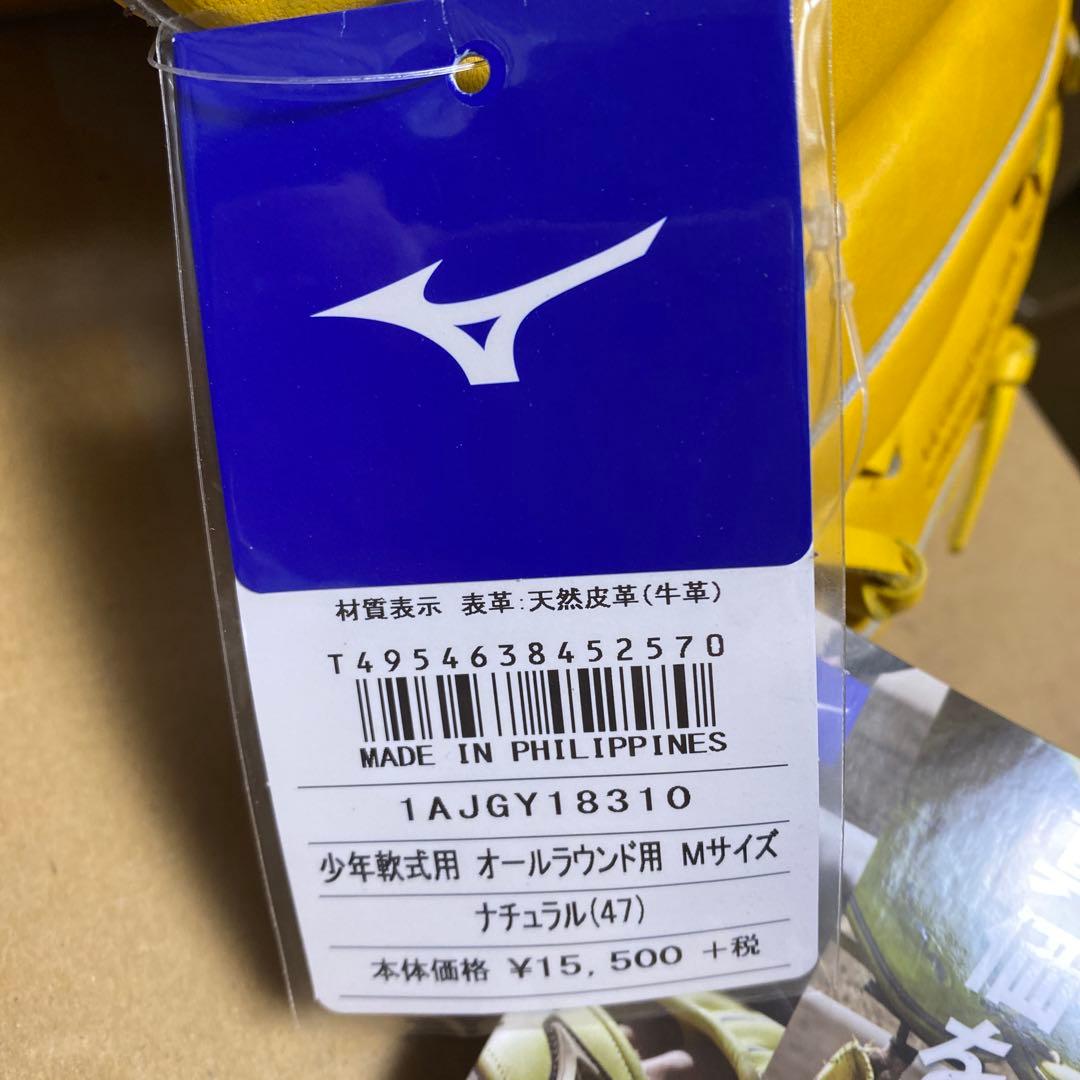 材質表示 表革:天然皮革(牛革)
T4954638452570
MADE IN PHILIPPINES
1AJGY18310
少年軟式用 オールラウンド用 Mサイズ
ナチュラル(47)
本体価格 ¥15,500 +税